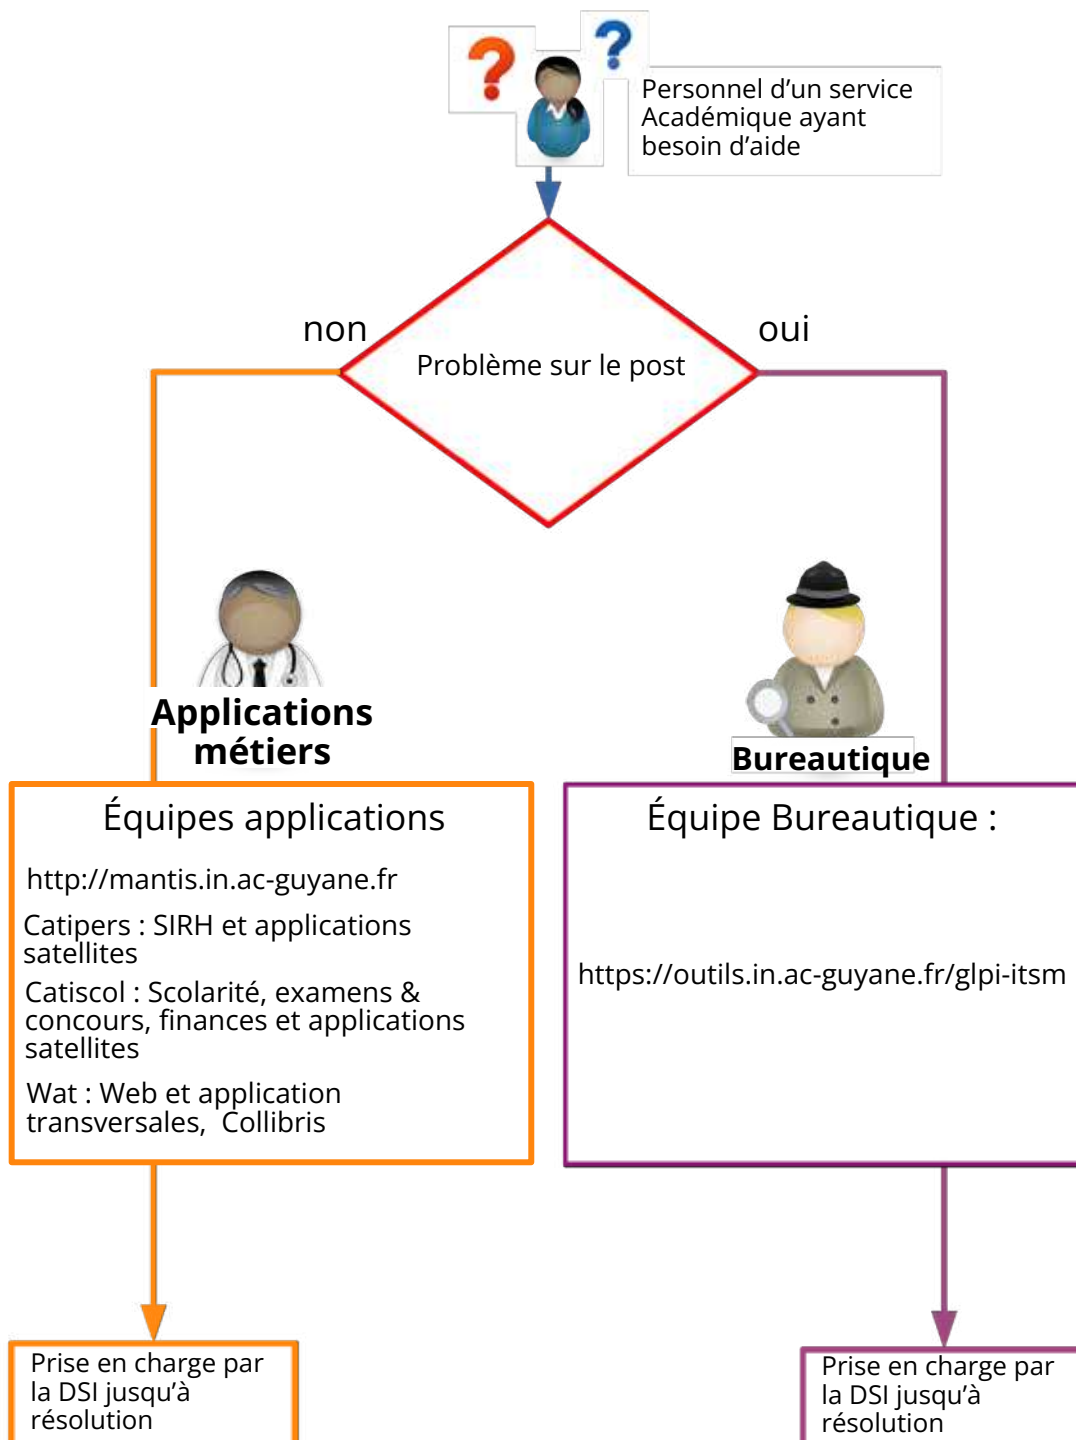 Personnel d'un service
Académique ayant
besoin d'aide
non
oui
Problème sur le post
Applications
métiers
Bureautique
Équipes applications
http://mantis.in.ac-guyane.fr
Catipers : SIRH et applications
satellites
Catiscol : Scolarité, examens &
concours, finances et applications
satellites
Wat : Web et application
transversales, Collibris
Équipe Bureautique :
https://outils.in.ac-guyane.fr/glpi-itsm
Prise en charge par
la DSI jusqu'à
résolution
Prise en charge par
la DSI jusqu'à
résolution